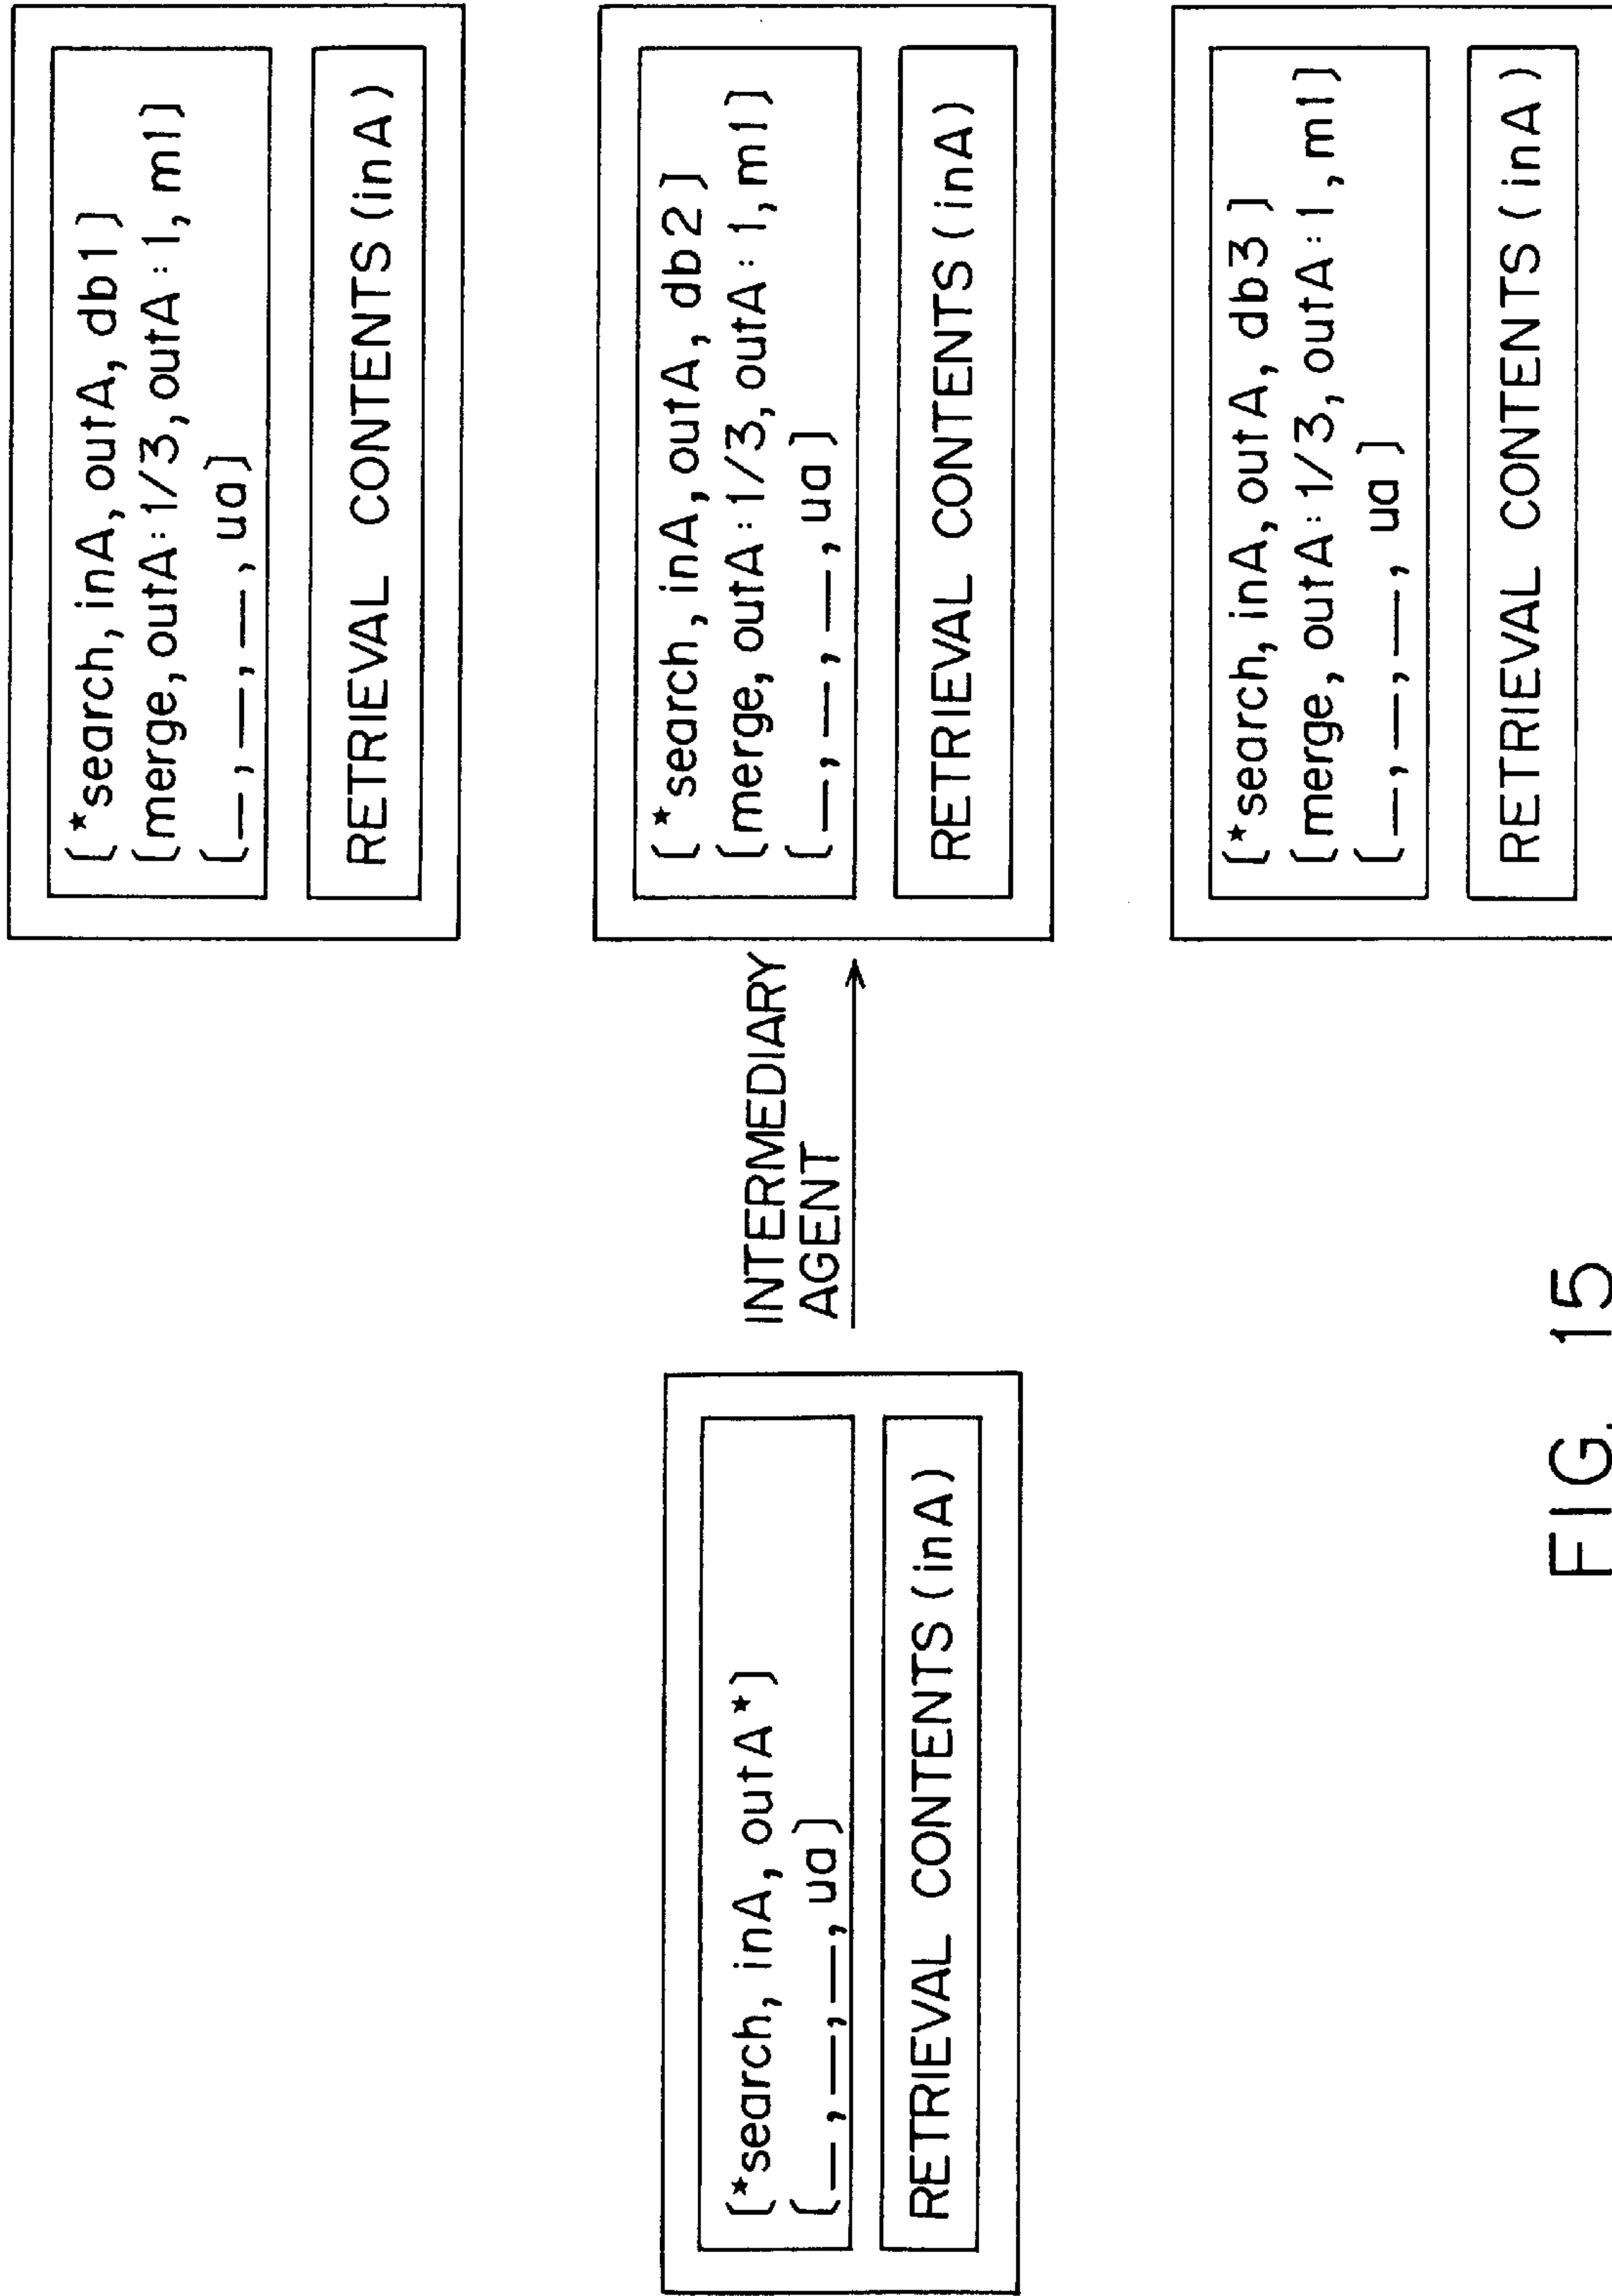 [*search, inA, outA*]
[—,—,—,ua]
RETRIEVAL CONTENTS (inA)
INTERMEDIARY
AGENT
[*search, inA, outA, db1]
[merge, outA:1/3, outA:1, m1]
[—,—,—, ua]
RETRIEVAL CONTENTS (inA)
[*search, inA, outA, db2]
[merge, outA:1/3, outA:1, m1]
[—,—,—, ua]
RETRIEVAL CONTENTS (inA)
[*search, inA, outA, db3]
[merge, outA:1/3, outA:1, m1]
[—,—,—, ua]
RETRIEVAL CONTENTS (inA)
FIG. 15